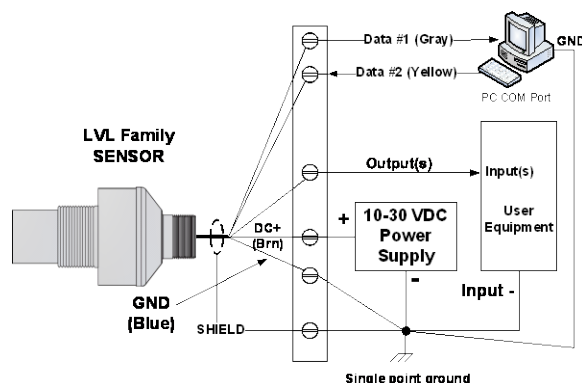 Data #1 (Gray)
GND
Data #2 (Yellow)
PC COM Port
LVL Family
SENSOR
Output(s)
Input(s)
User
Equipment
DC+
(Brn)
+
10-30 VDC
Power
Supply
-
GND
(Blue)
Input -
SHIELD
Single point ground